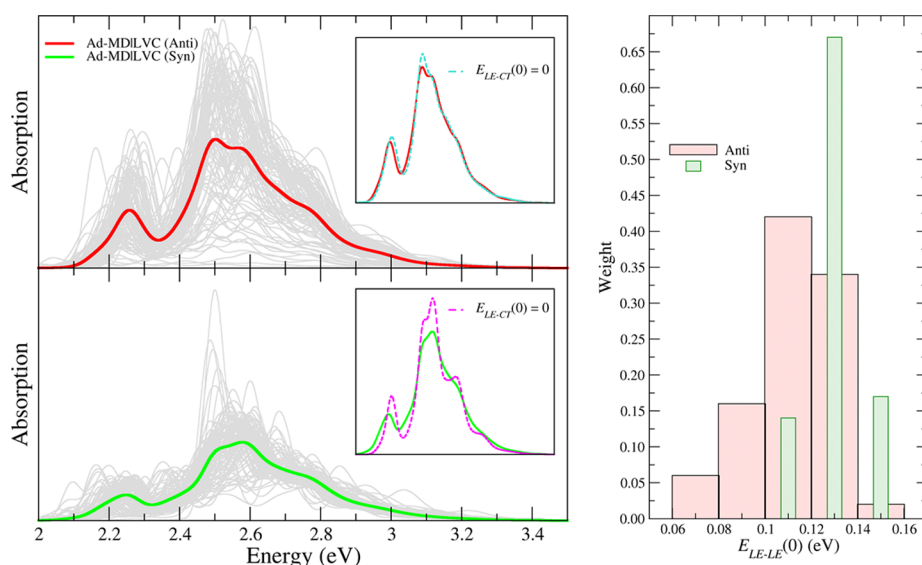 Absorption
Ad-MD|LVC (Anti)
Ad-MD|LVC (Syn)
E_LE-CT(0) = 0
Absorption
E_LE-CT(0) = 0
2 2.2 2.4 2.6 2.8 3 3.2 3.4
Energy (eV)
Weight
0.65
0.60
0.55
0.50
0.45
0.40
0.35
0.30
0.25
0.20
0.15
0.10
0.05
0.00
Anti
Syn
0.06 0.08 0.1 0.12 0.14 0.16
E_LE-LE(0) (eV)